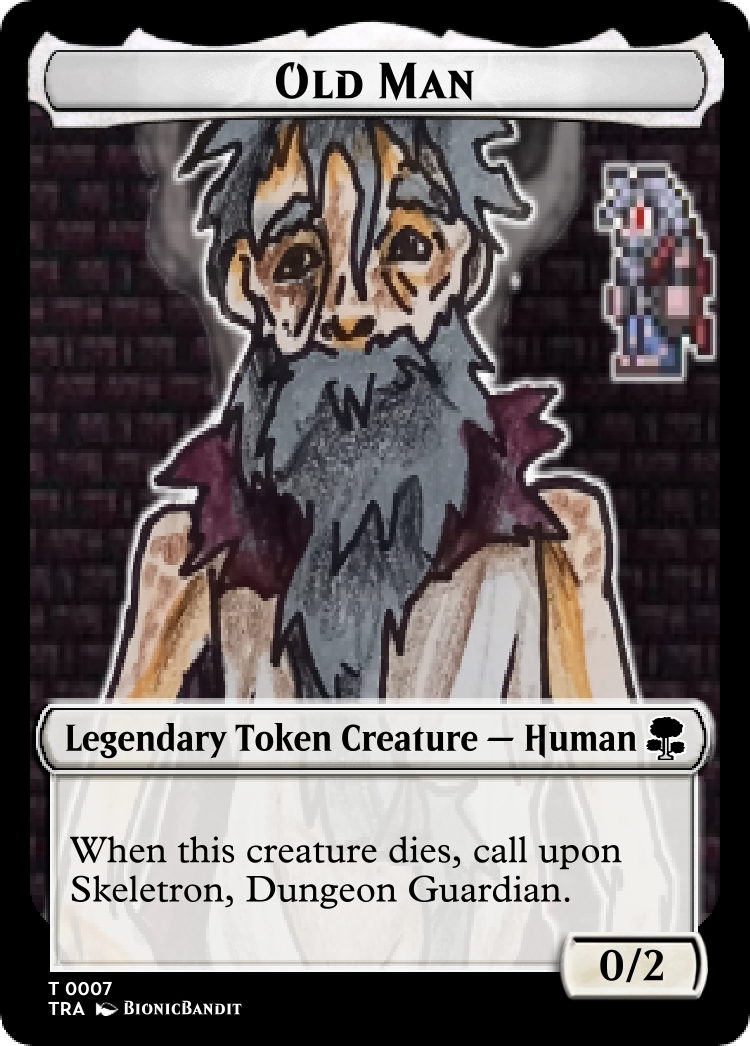 Old Man
Legendary Token Creature — Human
When this creature dies, call upon
Skeletron, Dungeon Guardian.
0/2
T 0007
TRA BionicBandit